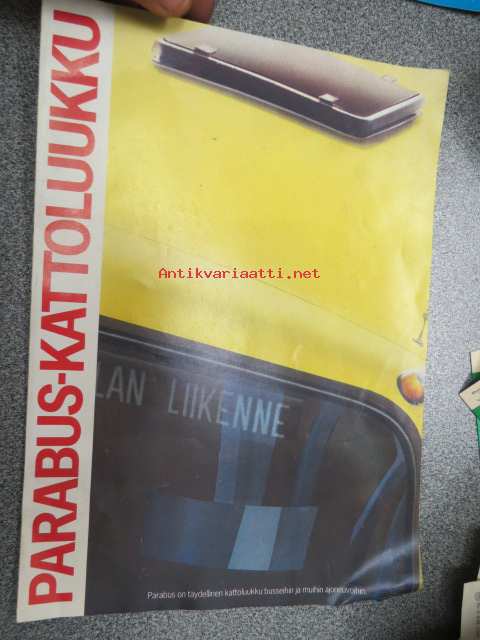 PARABUS-KATTOLUUKKU
Antikvariaatti.net
LAN LIIKENNE
Parabus on täydellinen kattoluukku busseihin ja muihin ajoneuvoihin.